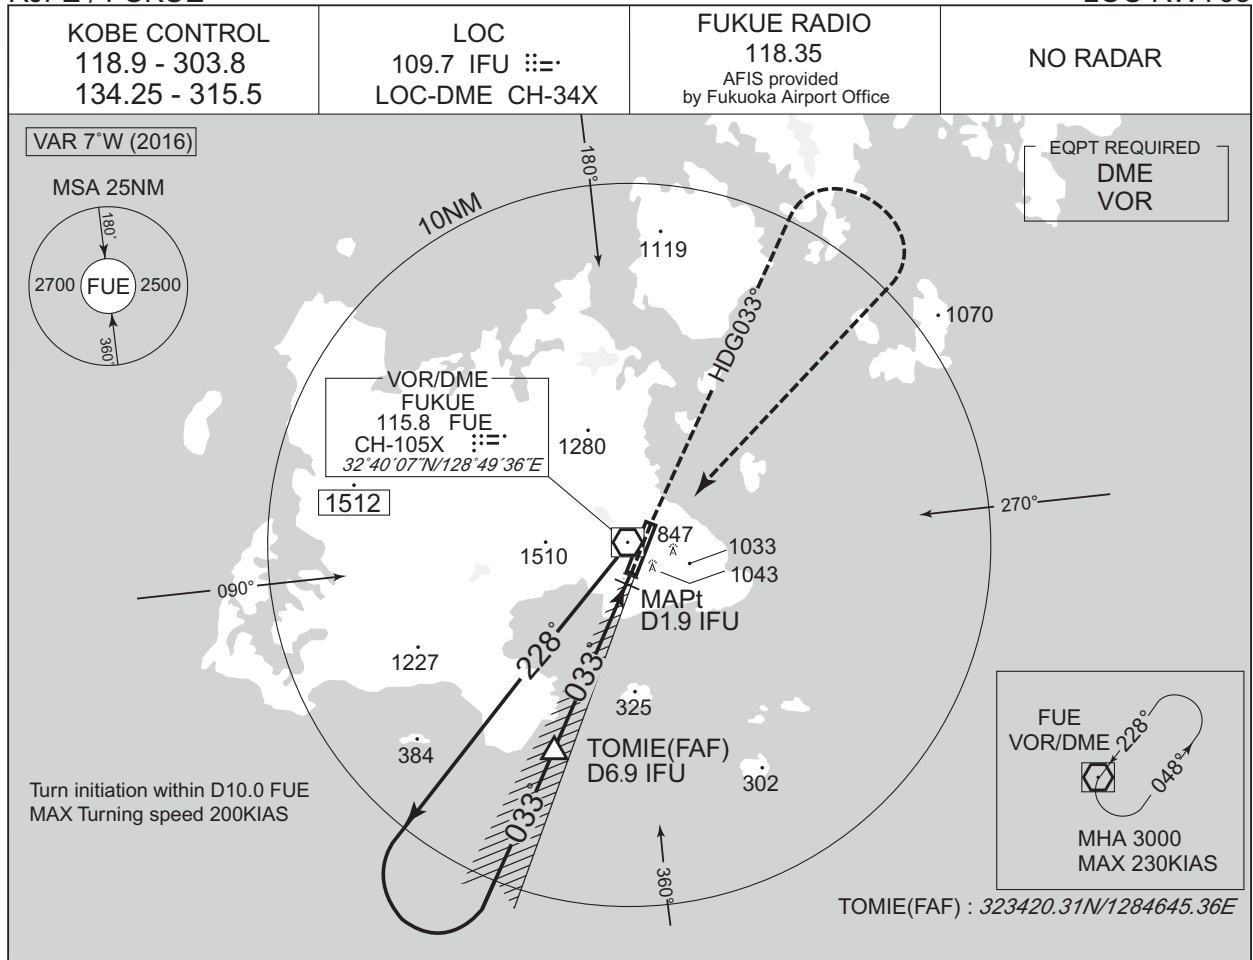 RJFE / FUKUE
LOC RWY 03
KOBE CONTROL
118.9 - 303.8
134.25 - 315.5
LOC
109.7 IFU
LOC-DME CH-34X
FUKUE RADIO
118.35
AFIS provided
by Fukuoka Airport Office
NO RADAR
VAR 7˚W (2016)
MSA 25NM
180˚
2700
FUE
2500
360˚
10NM
180°
1119
EQPT REQUIRED
DME
VOR
HDG033°
1070
VOR/DME
FUKUE
115.8 FUE
CH-105X
32˚40´07˝N/128˚49´36˝E
1280
1512
270°
1510
847
1033
1043
090°
MAPt
D1.9 IFU
228°
033°
1227
325
384
TOMIE(FAF)
D6.9 IFU
302
033°
Turn initiation within D10.0 FUE
MAX Turning speed 200KIAS
360°
FUE
VOR/DME
228°
048°
MHA 3000
MAX 230KIAS
TOMIE(FAF) : 323420.31N/1284645.36E